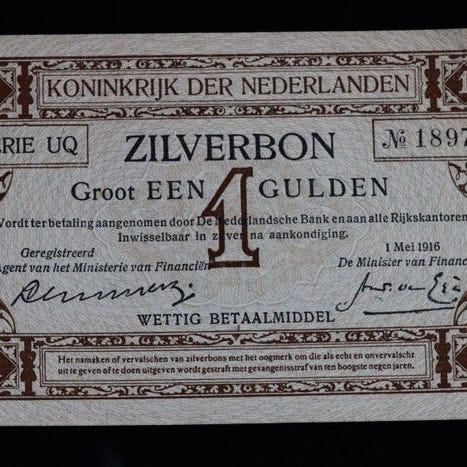 KONINKRIJK DER NEDERLANDEN
ERIE UQ
ZILVERBON
№ 1897
Groot EEN 1 GULDEN
Wordt ter betaling aangenomen door De Nederlandsche Bank en aan alle Rijkskantoren
Inwisselbaar in zilver na aankondiging.
Geregistreerd
1 Mei 1916
Agent van het Ministerie van Financiën
De Minister van Financi
WETTIG BETAALMIDDEL
Het namaken of vervalschen van zilverbons met het oogmerk om die als echt en onvervalscht
uit te geven of te doen uitgeven wordt gestraft met gevangenisstraf van ten hoogste negen jaren.